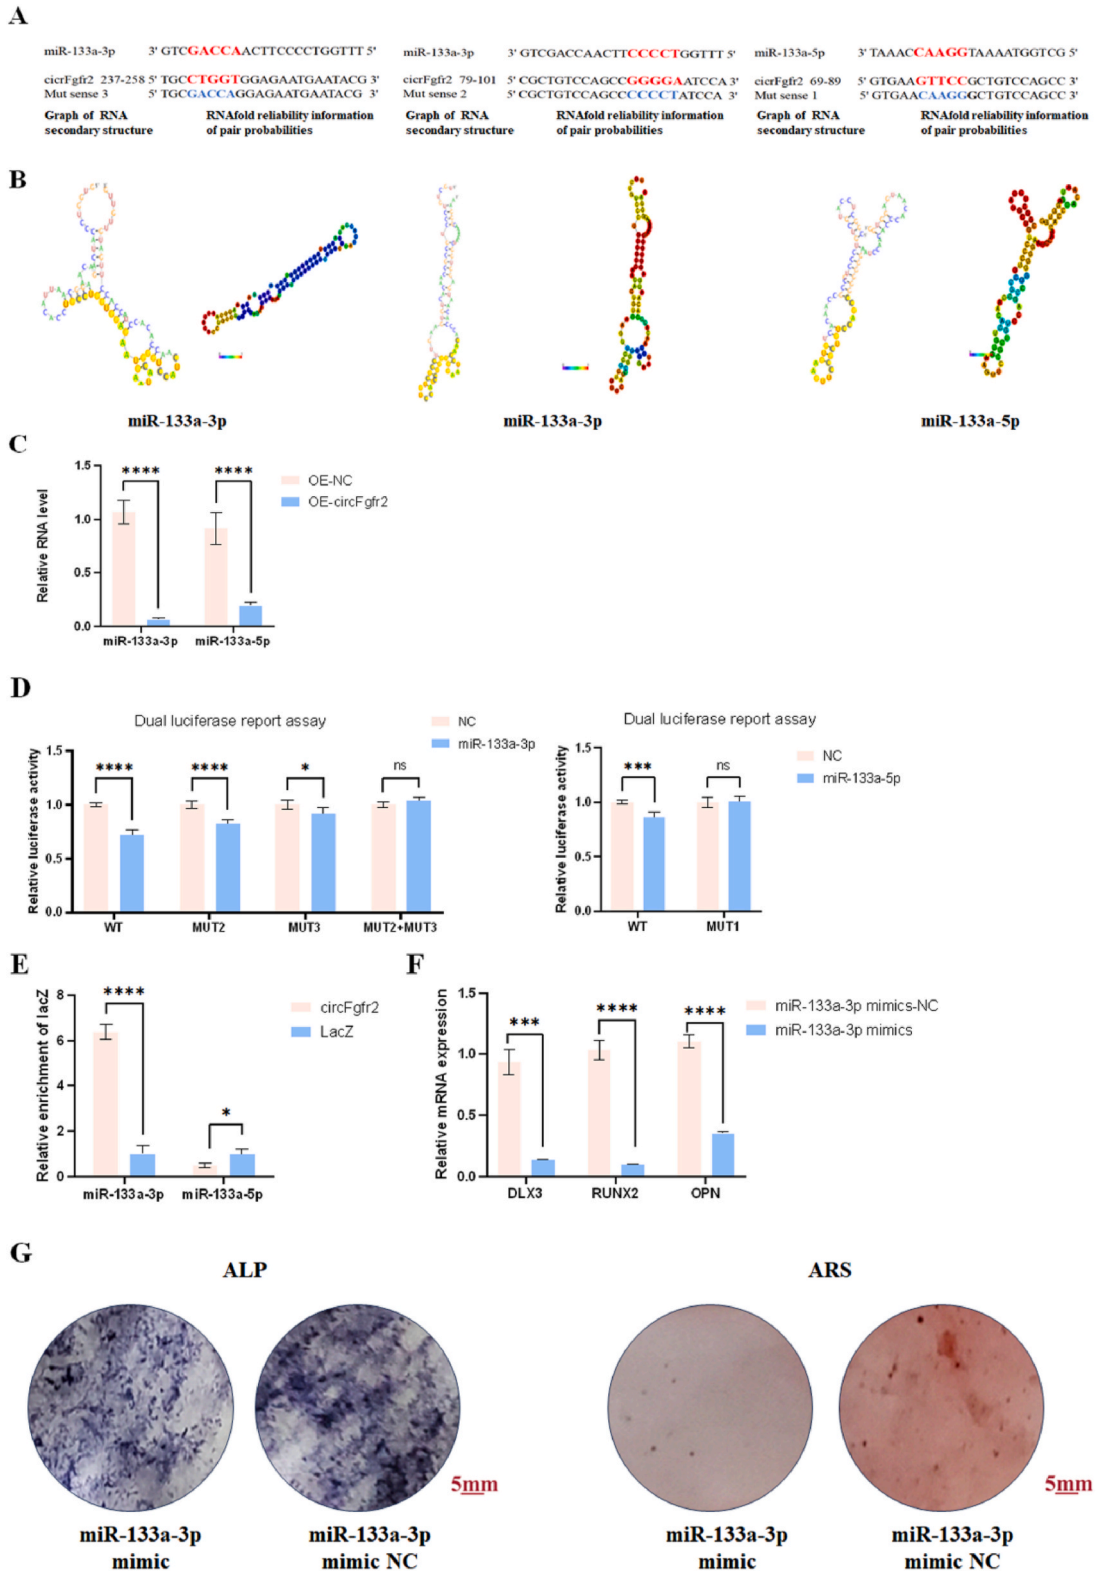 A
miR-133a-3p 3' GTCGACCAACTTCCCCTGGTTT 5'
cicrFgfr2 237-258 5' TGCCTGGTGGAGAATGAATACG 3'
Mut sense 3 5' TGCGACCAGGAGAATGAATACG 3'
Graph of RNA secondary structure
RNAfold reliability information of pair probabilities
miR-133a-3p 3' GTCGACCAACTTCCCCTGGTTT 5'
cicrFgfr2 79-101 5' CGCTGTCCAGCCGGGGAATCCA 3'
Mut sense 2 5' CGCTGTCCAGCCCCCCTATCCA 3'
Graph of RNA secondary structure
RNAfold reliability information of pair probabilities
miR-133a-5p 3' TAAACCAAGGTAAAATGGTCG 5'
cicrFgfr2 69-89 5' GTGAAGTTCCGCTGTCCAGCC 3'
Mut sense 1 5' GTGAACAAGGGCTGTCCAGCC 3'
Graph of RNA secondary structure
RNAfold reliability information of pair probabilities
B
miR-133a-3p
miR-133a-3p
miR-133a-5p
C
Relative RNA level
1.5
1.0
0.5
0.0
**** ****
OE-NC
OE-circFgfr2
miR-133a-3p miR-133a-5p
D
Dual luciferase report assay
NC
miR-133a-3p
Relative luciferase activity
1.5
1.0
0.5
0.0
**** **** * ns
WT MUT2 MUT3 MUT2+MUT3
Dual luciferase report assay
NC
miR-133a-5p
Relative luciferase activity
1.5
1.0
0.5
0.0
*** ns
WT MUT1
E
Relative enrichment of lacZ
8
6
4
2
0
**** *
circFgfr2
LacZ
miR-133a-3p miR-133a-5p
F
Relative mRNA expression
1.5
1.0
0.5
0.0
*** **** ****
miR-133a-3p mimics-NC
miR-133a-3p mimics
DLX3 RUNX2 OPN
G
ALP
ARS
5mm
5mm
miR-133a-3p mimic
miR-133a-3p mimic NC
miR-133a-3p mimic
miR-133a-3p mimic NC